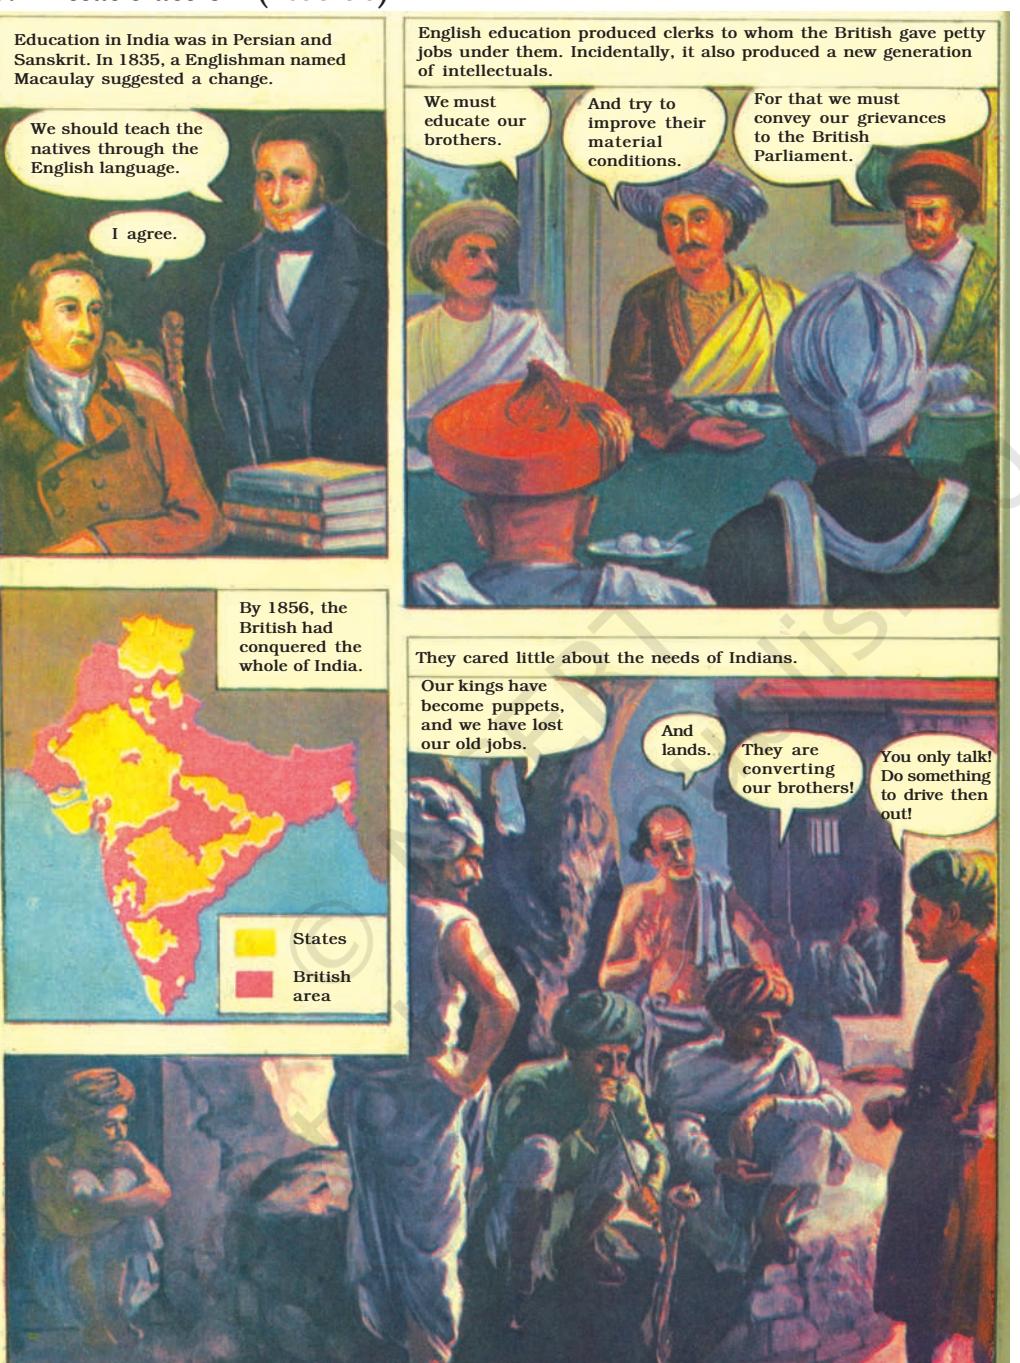 Education in India was in Persian and
Sanskrit. In 1835, a Englishman named
Macaulay suggested a change.
We should teach the
natives through the
English language.
I agree.
English education produced clerks to whom the British gave petty
jobs under them. Incidentally, it also produced a new generation
of intellectuals.
We must
educate our
brothers.
And try to
improve their
material
conditions.
For that we must
convey our grievances
to the British
Parliament.
By 1856, the
British had
conquered the
whole of India.
States
British
area
They cared little about the needs of Indians.
Our kings have
become puppets,
and we have lost
our old jobs.
And
lands.
They are
converting
our brothers!
You only talk!
Do something
to drive then
out!